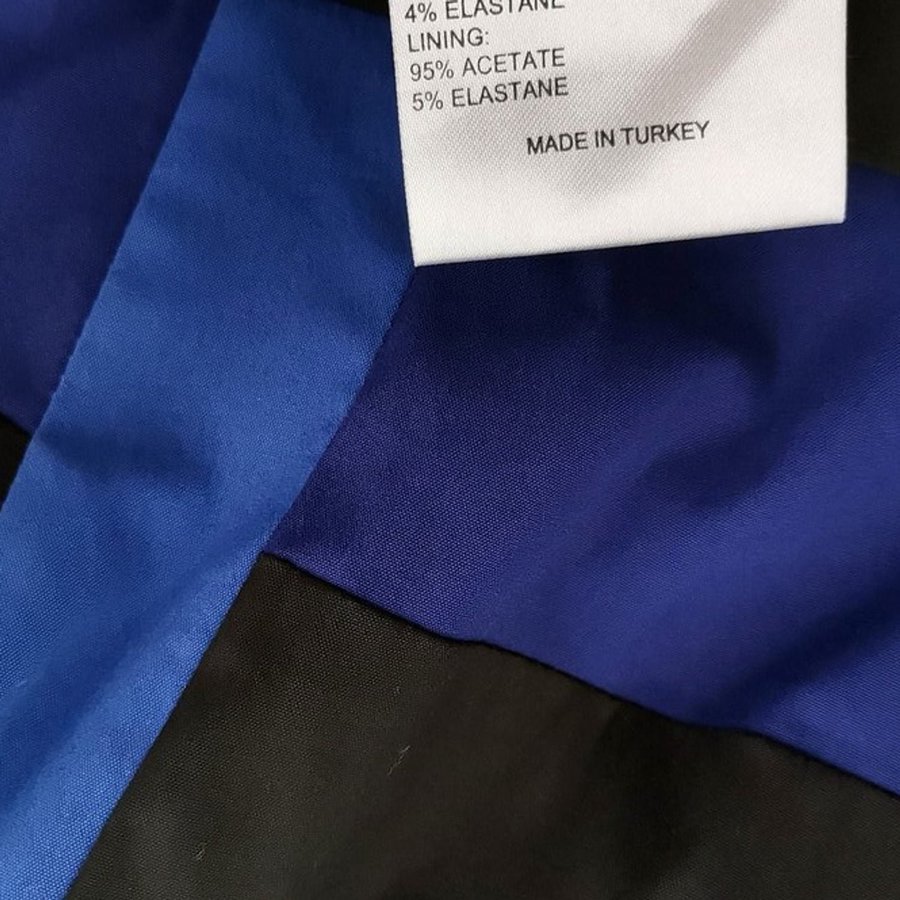 4% ELASTANE
LINING:
95% ACETATE
5% ELASTANE
MADE IN TURKEY